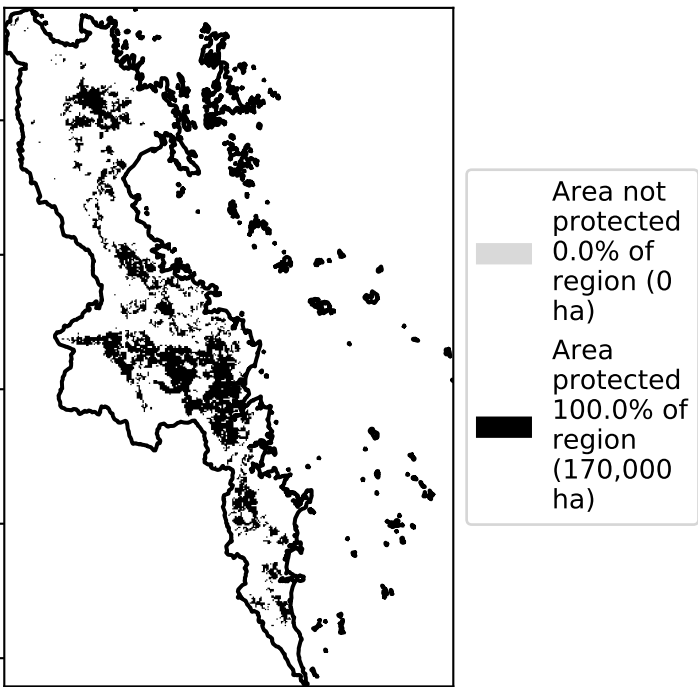 Area not
protected
0.0% of
region (0
ha)
Area
protected
100.0% of
region
(170,000
ha)